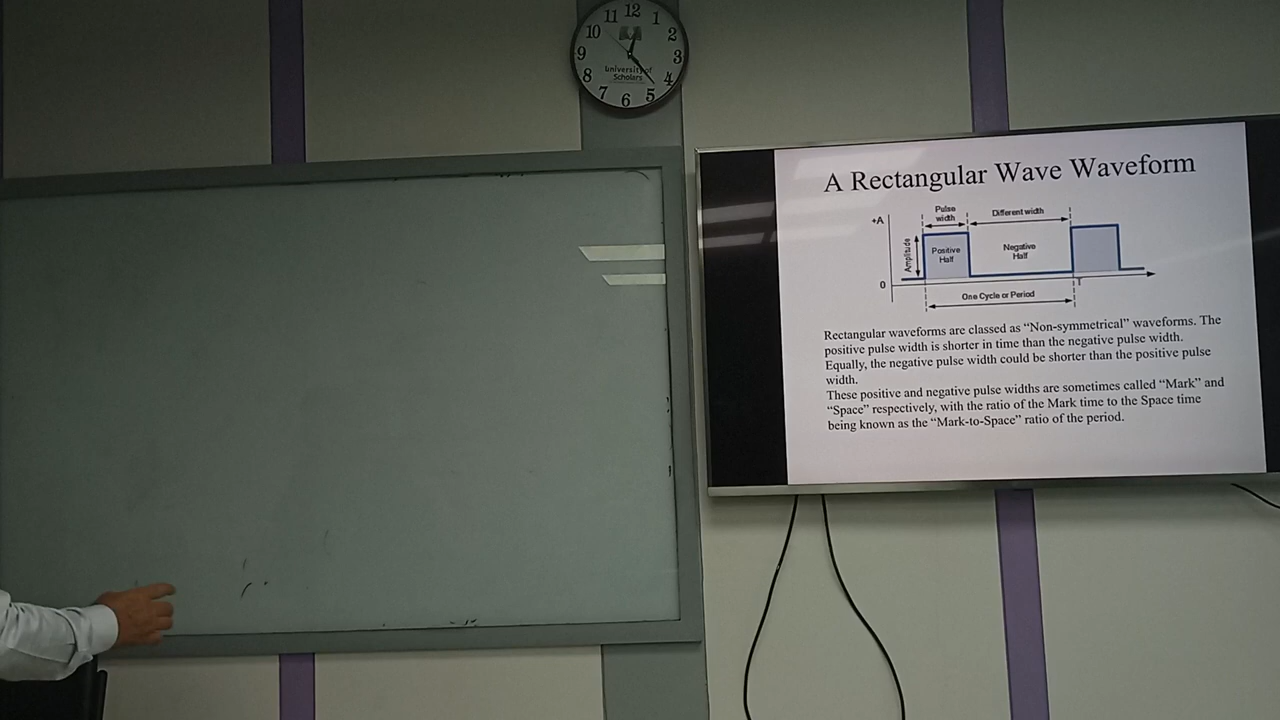 11 12 1
10 2
9 3
8 4
7 6 5
University of
Scholars
A Rectangular Wave Waveform
Pulse
width
Different width
+A
Amplitude
Positive
Half
Negative
Half
0
T
One Cycle or Period
Rectangular waveforms are classed as “Non-symmetrical” waveforms. The
positive pulse width is shorter in time than the negative pulse width.
Equally, the negative pulse width could be shorter than the positive pulse
width.
These positive and negative pulse widths are sometimes called “Mark” and
“Space” respectively, with the ratio of the Mark time to the Space time
being known as the “Mark-to-Space” ratio of the period.